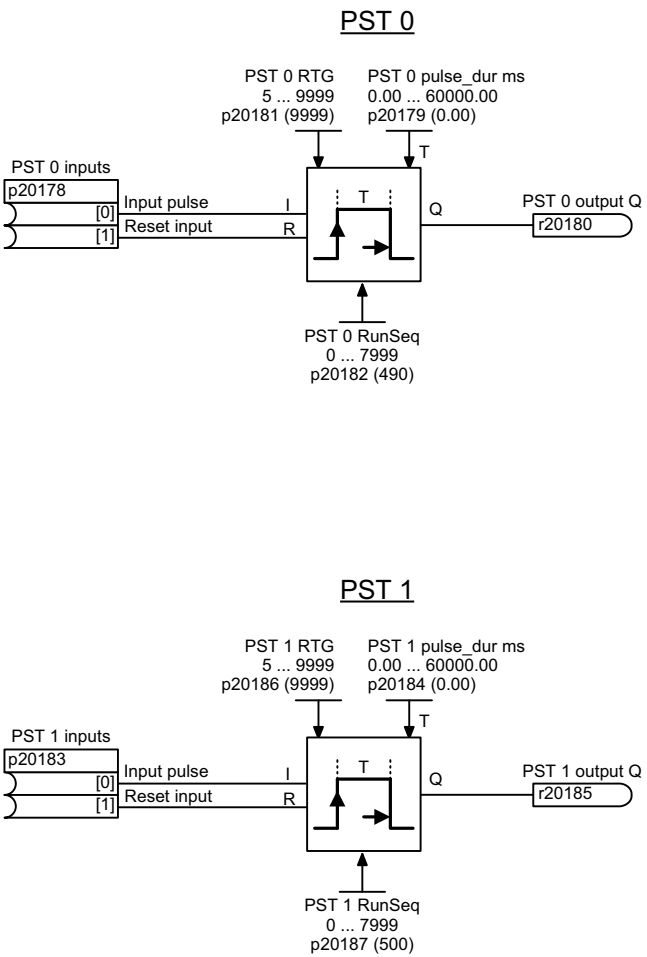 PST 0
PST 0 RTG
5 ... 9999
p20181 (9999)
PST 0 pulse_dur ms
0.00 ... 60000.00
p20179 (0.00)
T
PST 0 inputs
p20178
[0]
[1]
Input pulse
Reset input
I
R
T
Q
PST 0 output Q
r20180
PST 0 RunSeq
0 ... 7999
p20182 (490)
PST 1
PST 1 RTG
5 ... 9999
p20186 (9999)
PST 1 pulse_dur ms
0.00 ... 60000.00
p20184 (0.00)
T
PST 1 inputs
p20183
[0]
[1]
Input pulse
Reset input
I
R
T
Q
PST 1 output Q
r20185
PST 1 RunSeq
0 ... 7999
p20187 (500)